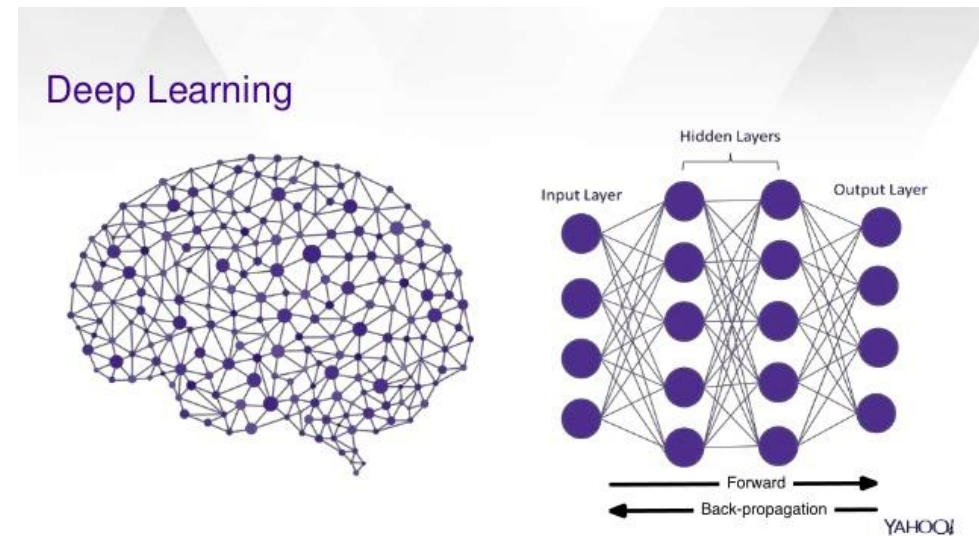 Deep Learning
Hidden Layers
Input Layer
Output Layer
Forward
Back-propagation
YAHOO!